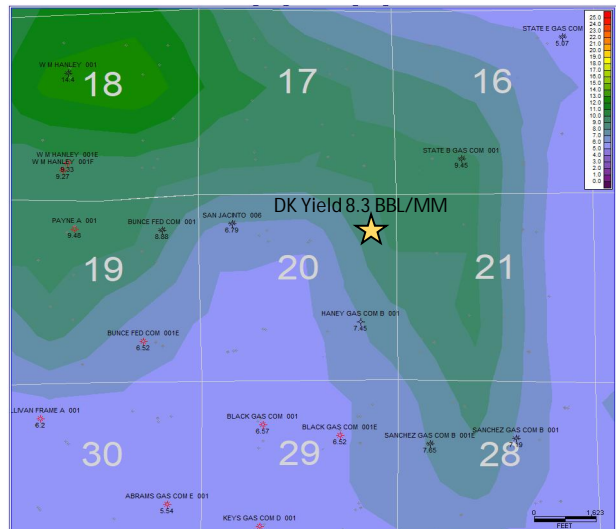 STATE E GAS COM
5.07
25.0
24.0
23.0
22.0
21.0
20.0
19.0
18.0
17.0
16.0
15.0
14.0
13.0
12.0
11.0
10.0
9.0
8.0
7.0
6.0
5.0
4.0
3.0
2.0
1.0
0.0
W M HANLEY 001
14.4
18
17
16
W M HANLEY 001E
W M HANLEY 001F
9.33
9.27
STATE B GAS COM 001
9.45
DK Yield 8.3 BBL/MM
PAYNE A 001
9.48
BUNCE FED COM 001
8.88
SAN JACINTO 006
6.79
19
20
21
HANEY GAS COM B 001
7.45
BUNCE FED COM 001E
6.52
LLIVAN FRAME A 001
6.2
BLACK GAS COM 001
6.57
BLACK GAS COM 001E
6.52
SANCHEZ GAS COM B 001E
7.65
SANCHEZ GAS COM B 001
7.19
30
29
28
ABRAMS GAS COM E 001
5.54
KEYS GAS COM D 001
0 1,623
FEET